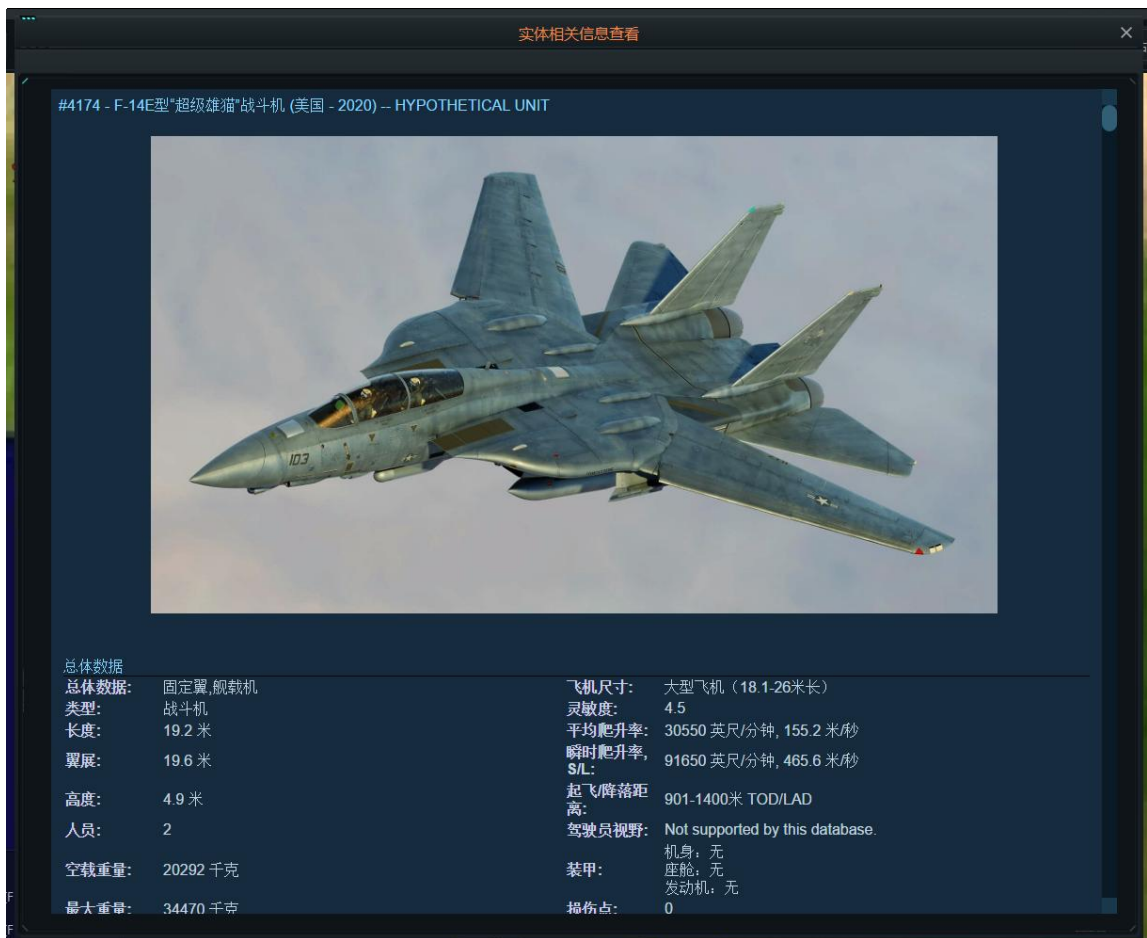 实体相关信息查看
#4174 - F-14E型"超级雄猫"战斗机 (美国 - 2020) -- HYPOTHETICAL UNIT
103
总体数据
总体数据: 固定翼,舰载机 飞机尺寸: 大型飞机（18.1-26米长）
类型: 战斗机 灵敏度: 4.5
长度: 19.2 米 平均爬升率: 30550 英尺/分钟, 155.2 米/秒
翼展: 19.6 米 瞬时爬升率, S/L: 91650 英尺/分钟, 465.6 米/秒
高度: 4.9 米 起飞/降落距离: 901-1400米 TOD/LAD
人员: 2 驾驶员视野: Not supported by this database.
空载重量: 20292 千克 装甲: 机身：无
座舱：无
发动机：无
最大重量: 34470 千克 损伤点: 0